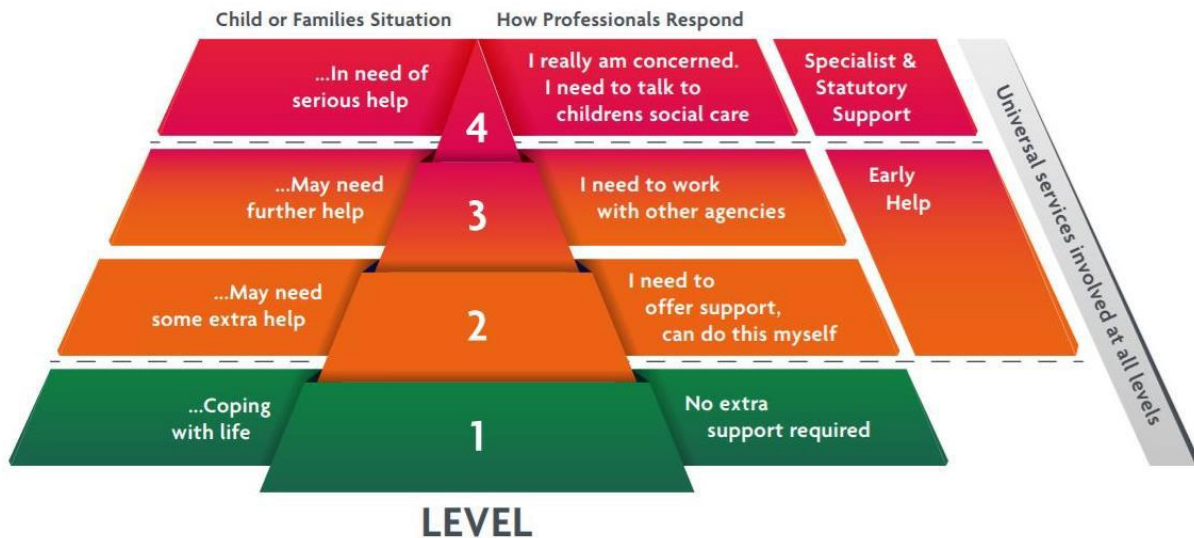 Child or Families Situation
How Professionals Respond
...In need of
serious help
4
I really am concerned.
I need to talk to
childrens social care
Specialist &
Statutory
Support
...May need
further help
3
I need to work
with other agencies
Early
Help
...May need
some extra help
2
I need to
offer support,
can do this myself
...Coping
with life
1
No extra
support required
Universal services involved at all levels
LEVEL